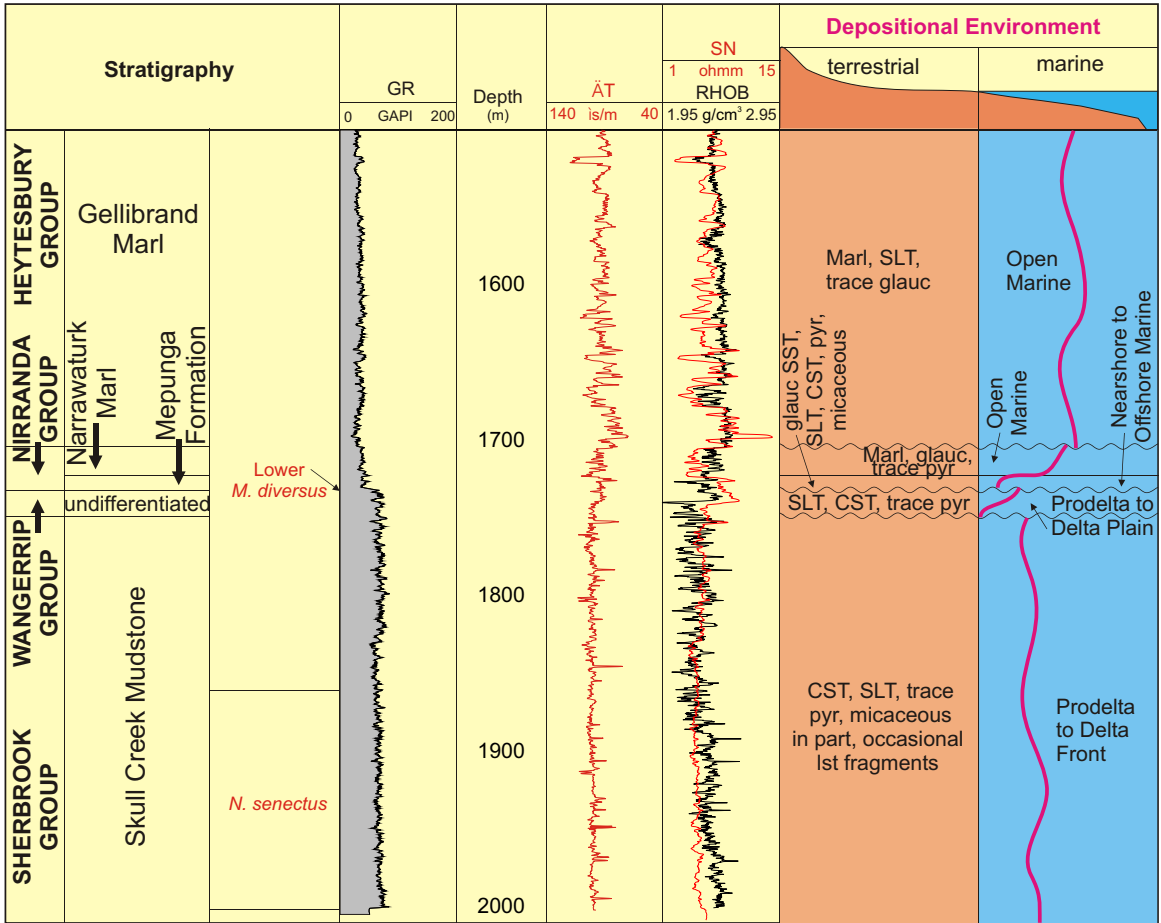 Stratigraphy
GR
0 GAPI 200
Depth
(m)
ÄT
140 ìs/m 40
SN
1 ohmm 15
RHOB
1.95 g/cm³ 2.95
Depositional Environment
terrestrial
marine
HEYTESBURY
GROUP
NIRRANDA
GROUP
WANGERRIP
GROUP
SHERBROOK
GROUP
Gellibrand
Marl
Narrawaturk
Marl
Mepunga
Formation
undifferentiated
Skull Creek Mudstone
Lower
M. diversus
N. senectus
1600
1700
1800
1900
2000
Marl, SLT,
trace glauc
glauc SST,
SLT, CST, pyr,
micaceous
Marl, glauc,
trace pyr
SLT, CST, trace pyr
CST, SLT, trace
pyr, micaceous
in part, occasional
lst fragments
Open
Marine
Open
Marine
Nearshore to
Offshore Marine
Prodelta to
Delta Plain
Prodelta
to Delta
Front